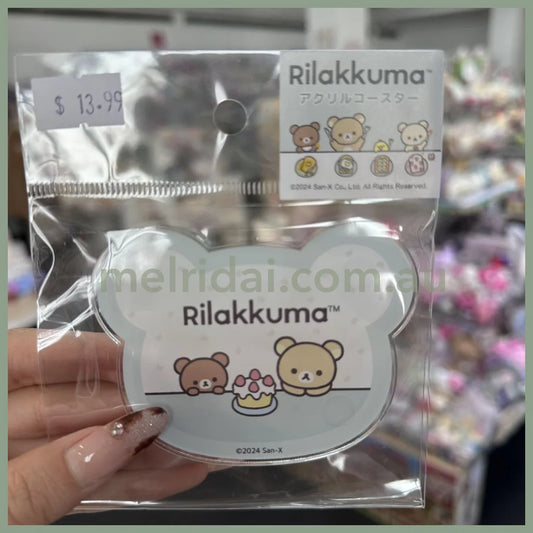 $ 13.99
Rilakkuma™
アクリルコースター
©2024 San-X Co., Ltd. All Rights Reserved.
melridai.com.au
Rilakkuma™
©2024 San-X